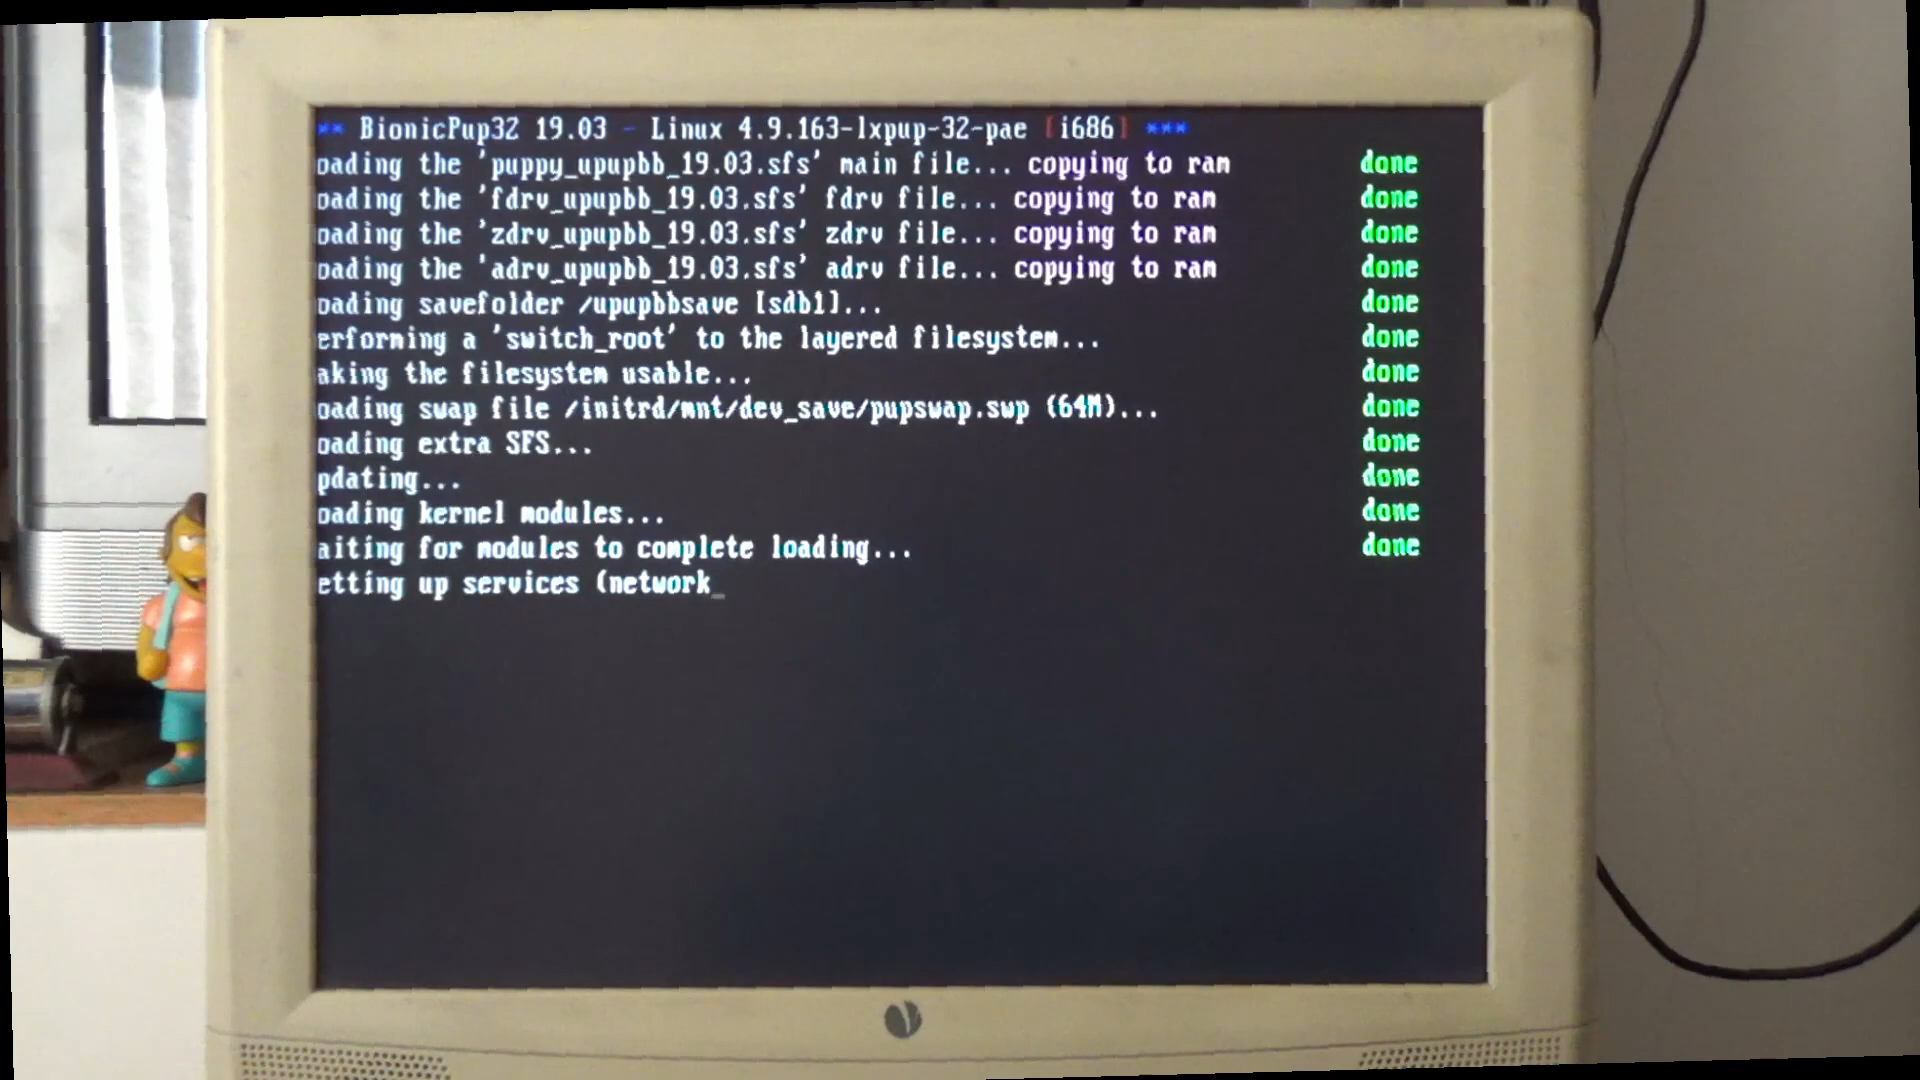 ** BionicPup32 19.03 - Linux 4.9.163-lxpup-32-pae [i686] ***
oading the 'puppy_upupbb_19.03.sfs' main file... copying to ram done
oading the 'fdrv_upupbb_19.03.sfs' fdrv file... copying to ram done
oading the 'zdrv_upupbb_19.03.sfs' zdrv file... copying to ram done
oading the 'adrv_upupbb_19.03.sfs' adrv file... copying to ram done
oading savefolder /upupbbsave [sdb1]... done
erforming a 'switch_root' to the layered filesystem... done
aking the filesystem usable... done
oading swap file /initrd/mnt/dev_save/pupswap.swp (64M)... done
oading extra SFS... done
pdating... done
oading kernel modules... done
aiting for modules to complete loading... done
etting up services (network_